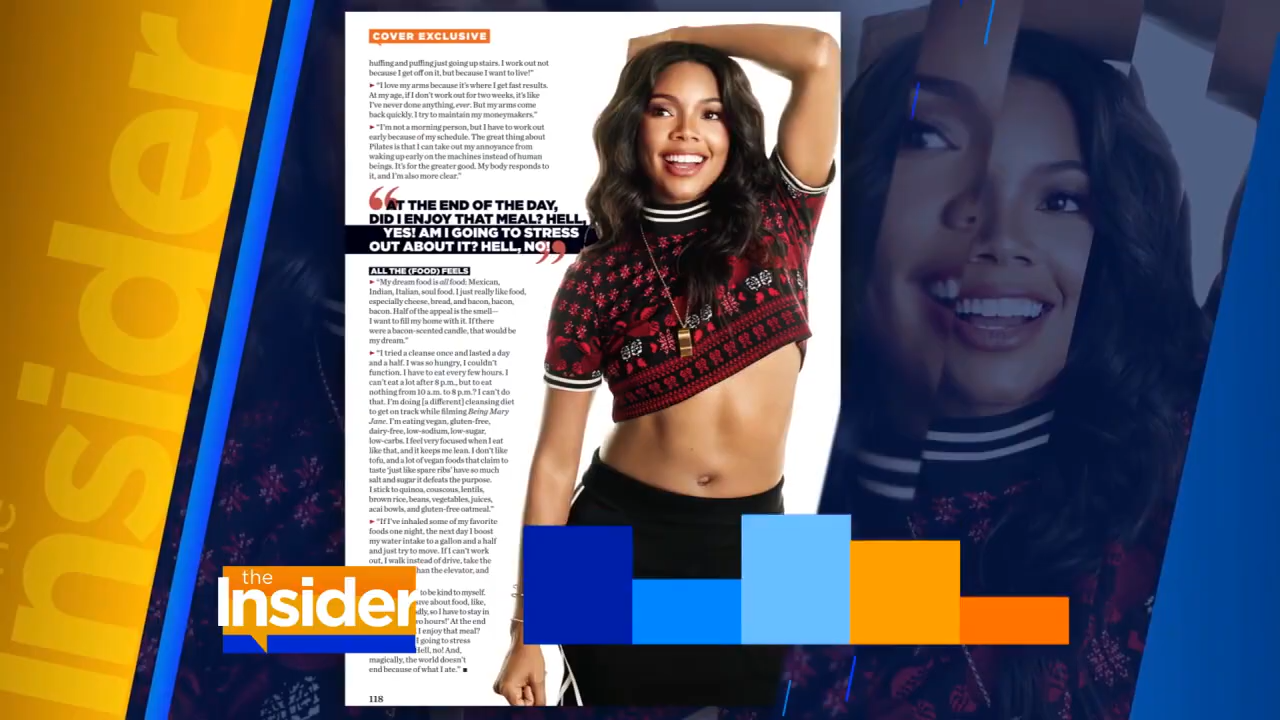 Insider
COVER EXCLUSIVE
huffing and puffing just going up stairs. I work out not
because I get off on it, but because I want to live!”
► “I love my arms because it’s where I get fast results.
At my age, if I don’t work out for two weeks, it’s like
I’ve never done anything, ever. But my arms come
back quickly. I try to maintain my moneymakers.”
► “I’m not a morning person, but I have to work out
early because of my schedule. The great thing about
Pilates is that I can take out my annoyance from
waking up early on the machines instead of human
beings. It’s for the greater good. My body responds to
it, and I’m also more clear.”
“AT THE END OF THE DAY,
DID I ENJOY THAT MEAL? HELL,
YES! AM I GOING TO STRESS
OUT ABOUT IT? HELL, NO!”
ALL THE (FOOD) FEELS
► “My dream food is all food: Mexican,
Indian, Italian, soul food. I just really like food,
especially cheese, bread, and bacon, bacon,
bacon. Half of the appeal is the smell—
I want to fill my home with it. If there
were a bacon-scented candle, that would be
my dream.”
► “I tried a cleanse once and lasted a day
and a half. I was so hungry, I couldn’t
function. I have to eat every few hours. I
can’t eat a lot after 8 p.m., but to eat
nothing from 10 a.m. to 8 p.m.? I can’t do
that. I’m doing [a different] cleansing diet
to get on track while filming Being Mary
Jane. I’m eating vegan, gluten-free,
dairy-free, low-sodium, low-sugar,
low-carbs. I feel very focused when I eat
like that, and it keeps me lean. I don’t like
tofu, and a lot of vegan foods that claim to
taste ‘just like spare ribs’ have so much
salt and sugar it defeats the purpose.
I stick to quinoa, couscous, lentils,
brown rice, beans, vegetables, juices,
acai bowls, and gluten-free oatmeal.”
► “If I’ve inhaled some of my favorite
foods one night, the next day I boost
my water intake to a gallon and a half
and just try to move. If I can’t work
out, I walk instead of drive, take the
than the elevator, and
to be kind to myself.
about food, like,
so I have to stay in
hours!’ At the end
I enjoy that meal?
I going to stress
Hell, no! And,
magically, the world doesn’t
end because of what I ate.” ■
118
the
Insider